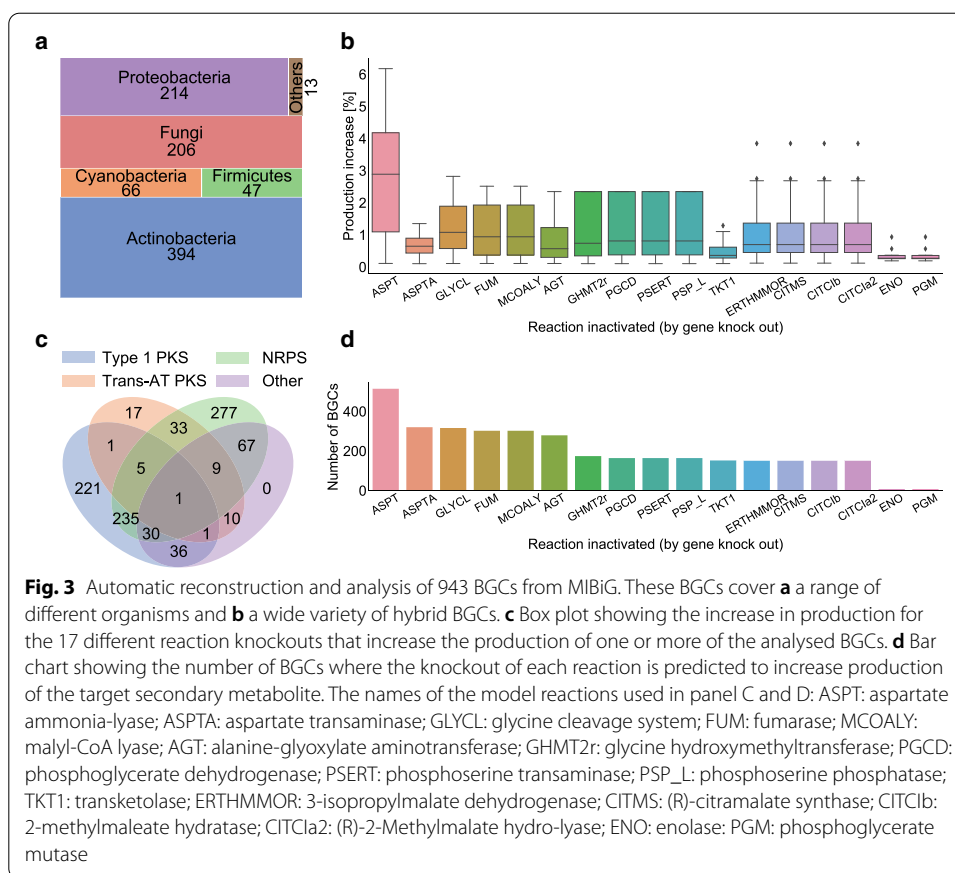 a
Proteobacteria
214
Others
13
Fungi
206
Cyanobacteria
66
Firmicutes
47
Actinobacteria
394
b
Production increase [%]
6
5
4
3
2
1
0
ASPT
ASPTA
GLYCL
FUM
MCOALY
AGT
GHMT2r
PGCD
PSERT
PSP_L
TKT1
ERTHMMOR
CITMS
CITCIb
CITCIa2
ENO
PGM
Reaction inactivated (by gene knock out)
c
Type 1 PKS
NRPS
Trans-AT PKS
Other
17
277
1
33
67
221
5
9
0
1
235
10
30
1
36
d
Number of BGCs
400
200
0
ASPT
ASPTA
GLYCL
FUM
MCOALY
AGT
GHMT2r
PGCD
PSERT
PSP_L
TKT1
ERTHMMOR
CITMS
CITCIb
CITCIa2
ENO
PGM
Reaction inactivated (by gene knock out)
Fig. 3 Automatic reconstruction and analysis of 943 BGCs from MIBiG. These BGCs cover a a range of
different organisms and b a wide variety of hybrid BGCs. c Box plot showing the increase in production for
the 17 different reaction knockouts that increase the production of one or more of the analysed BGCs. d Bar
chart showing the number of BGCs where the knockout of each reaction is predicted to increase production
of the target secondary metabolite. The names of the model reactions used in panel C and D: ASPT: aspartate
ammonia-lyase; ASPTA: aspartate transaminase; GLYCL: glycine cleavage system; FUM: fumarase; MCOALY:
malyl-CoA lyase; AGT: alanine-glyoxylate aminotransferase; GHMT2r: glycine hydroxymethyltransferase; PGCD:
phosphoglycerate dehydrogenase; PSERT: phosphoserine transaminase; PSP_L: phosphoserine phosphatase;
TKT1: transketolase; ERTHMMOR: 3-isopropylmalate dehydrogenase; CITMS: (R)-citramalate synthase; CITCIb:
2-methylmaleate hydratase; CITCIa2: (R)-2-Methylmalate hydro-lyase; ENO: enolase: PGM: phosphoglycerate
mutase